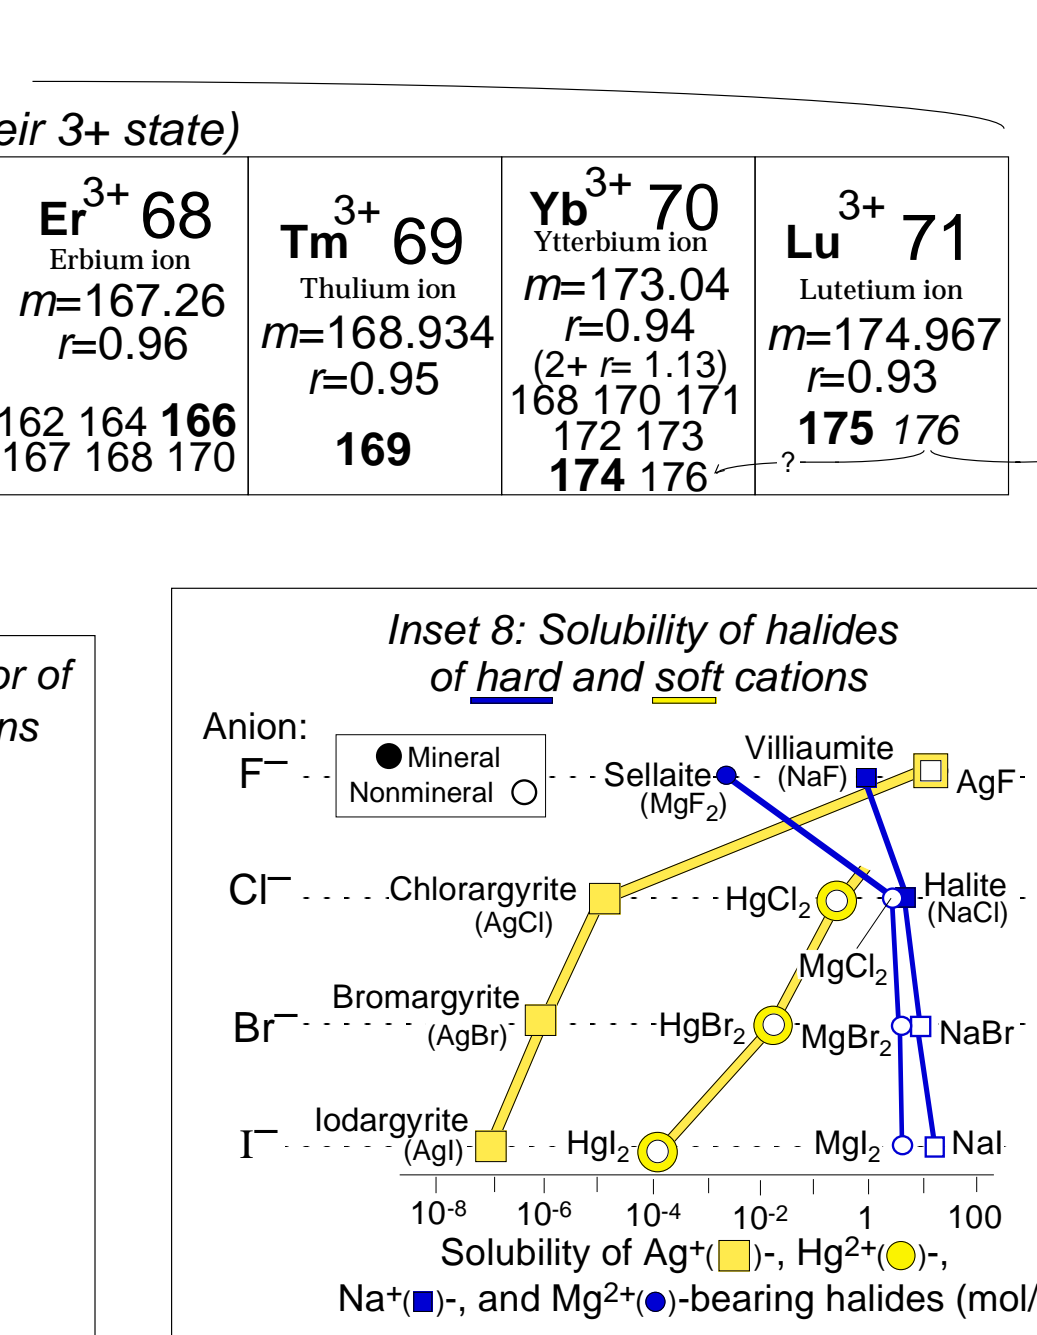 eir 3+ state)
Er3+ 68
Erbium ion
m=167.26
r=0.96
162 164 166
167 168 170
Tm3+ 69
Thulium ion
m=168.934
r=0.95
169
Yb3+ 70
Ytterbium ion
m=173.04
r=0.94
(2+ r= 1.13)
168 170 171
172 173
174 176
Lu3+ 71
Lutetium ion
m=174.967
r=0.93
175 176
?
or of
ns
Inset 8: Solubility of halides
of hard and soft cations
Anion:
Mineral
Nonmineral
F–
Sellaite
(MgF2)
Villiaumite
(NaF)
AgF
Cl–
Chlorargyrite
(AgCl)
HgCl2
Halite
(NaCl)
MgCl2
Br–
Bromargyrite
(AgBr)
HgBr2
MgBr2
NaBr
I–
Iodargyrite
(AgI)
HgI2
MgI2
NaI
10-8 10-6 10-4 10-2 1 100
Solubility of Ag+( )-, Hg2+( )-,
Na+( )-, and Mg2+( )-bearing halides (mol/